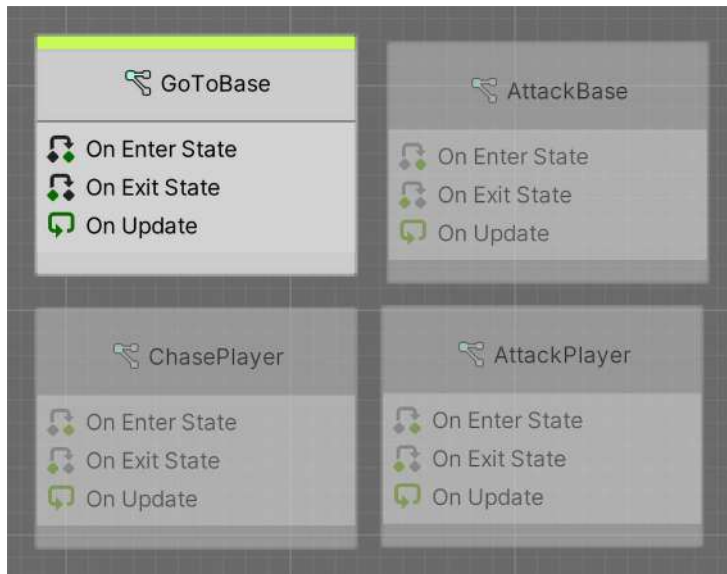 GoToBase
On Enter State
On Exit State
On Update
AttackBase
On Enter State
On Exit State
On Update
ChasePlayer
On Enter State
On Exit State
On Update
AttackPlayer
On Enter State
On Exit State
On Update